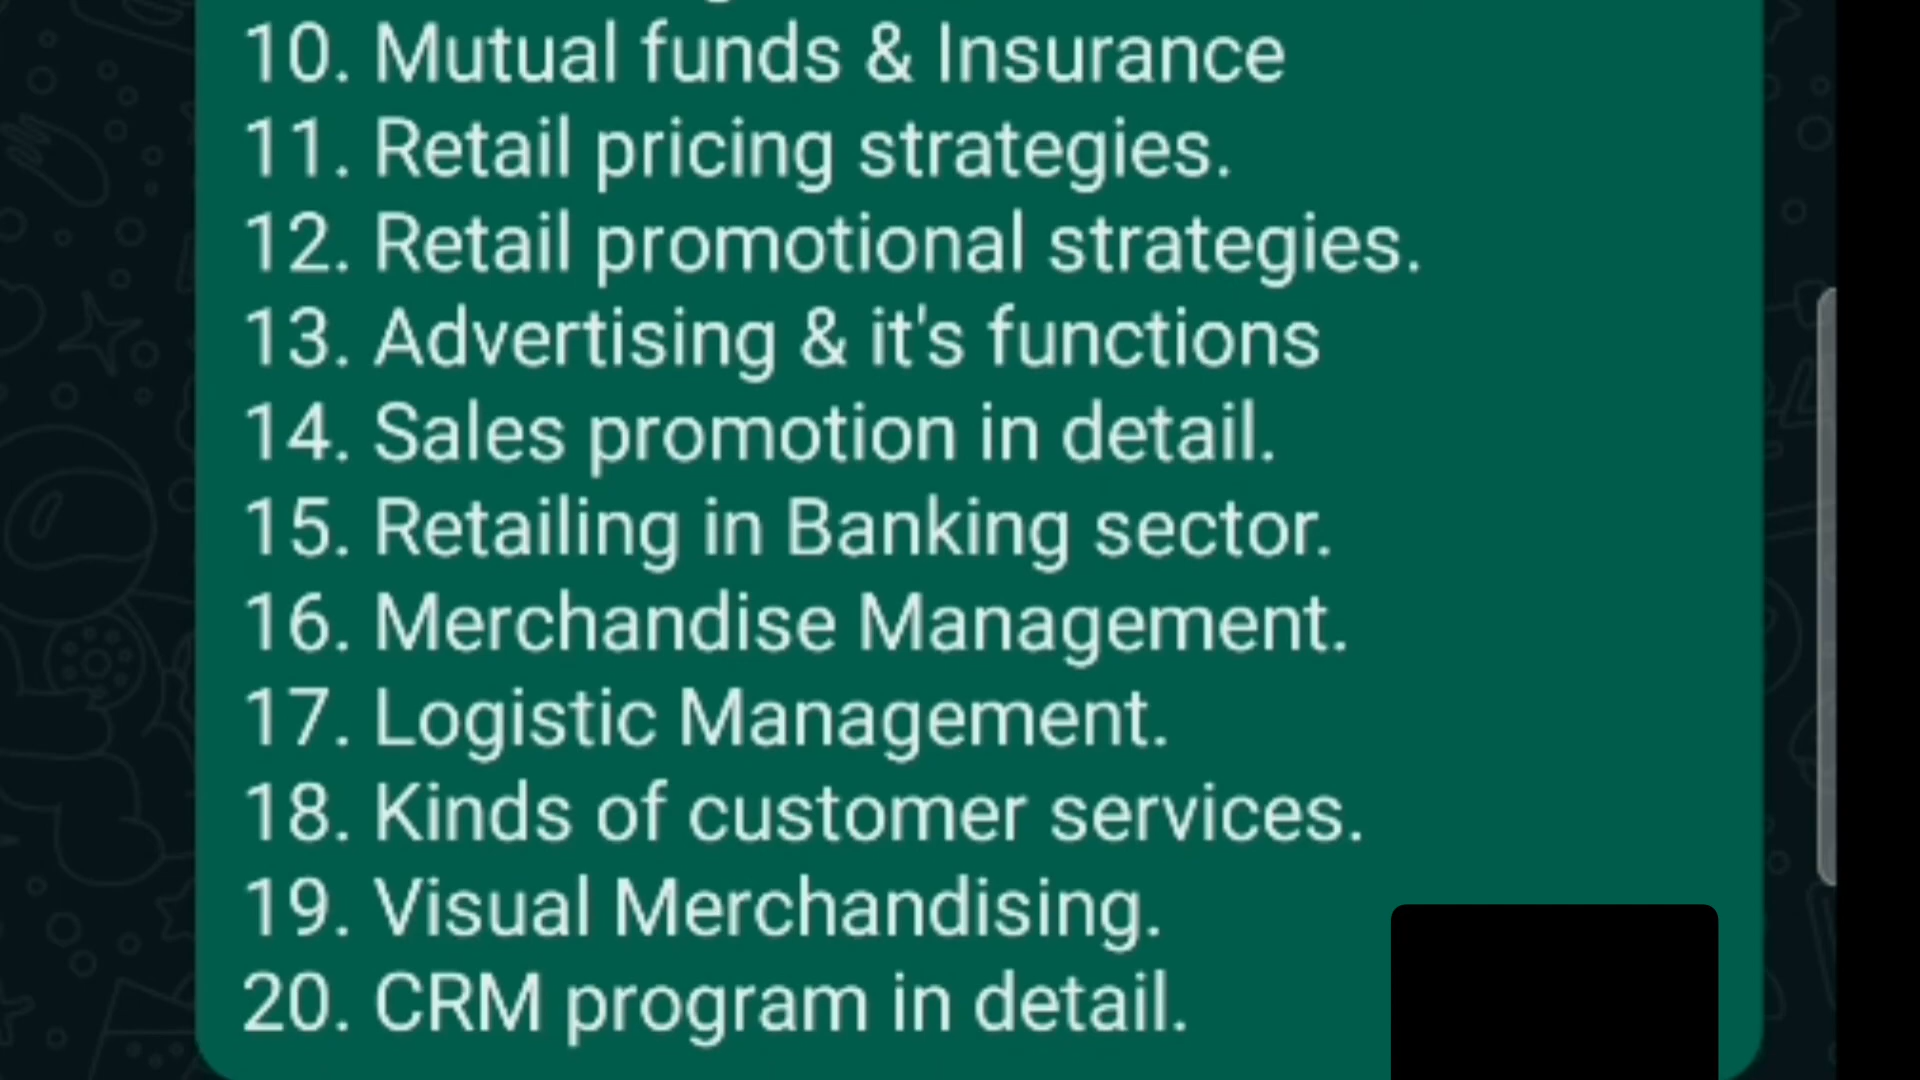 10. Mutual funds & Insurance
11. Retail pricing strategies.
12. Retail promotional strategies.
13. Advertising & it's functions
14. Sales promotion in detail.
15. Retailing in Banking sector.
16. Merchandise Management.
17. Logistic Management.
18. Kinds of customer services.
19. Visual Merchandising.
20. CRM program in detail.